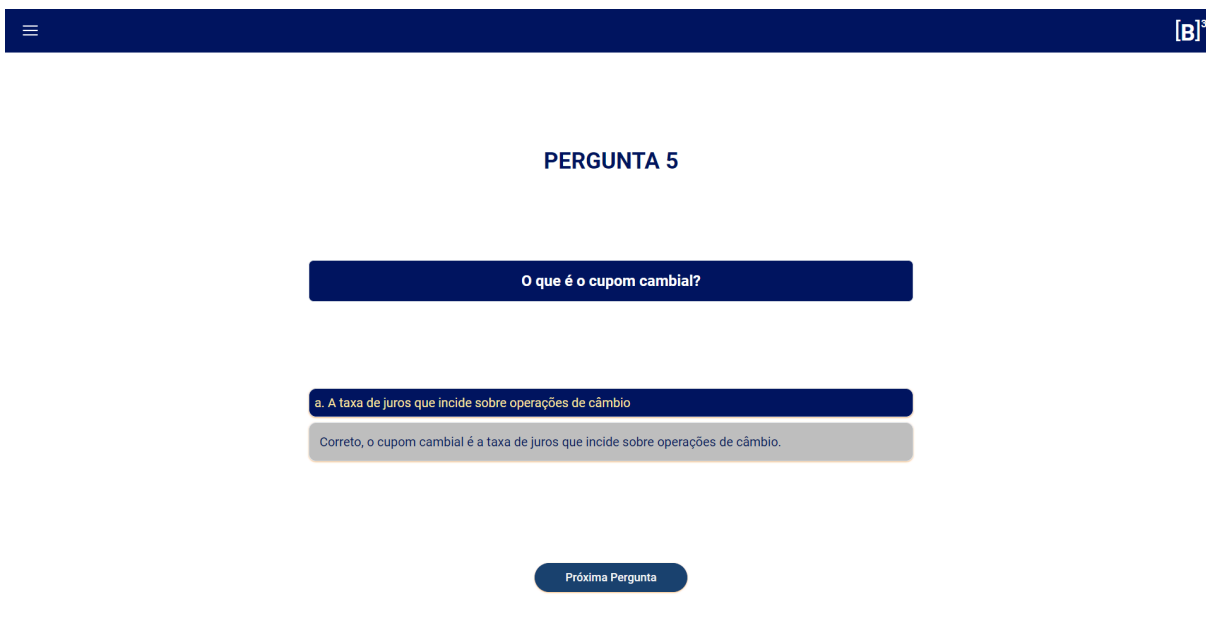 [B]³
PERGUNTA 5
O que é o cupom cambial?
a. A taxa de juros que incide sobre operações de câmbio
Correto, o cupom cambial é a taxa de juros que incide sobre operações de câmbio.
Próxima Pergunta